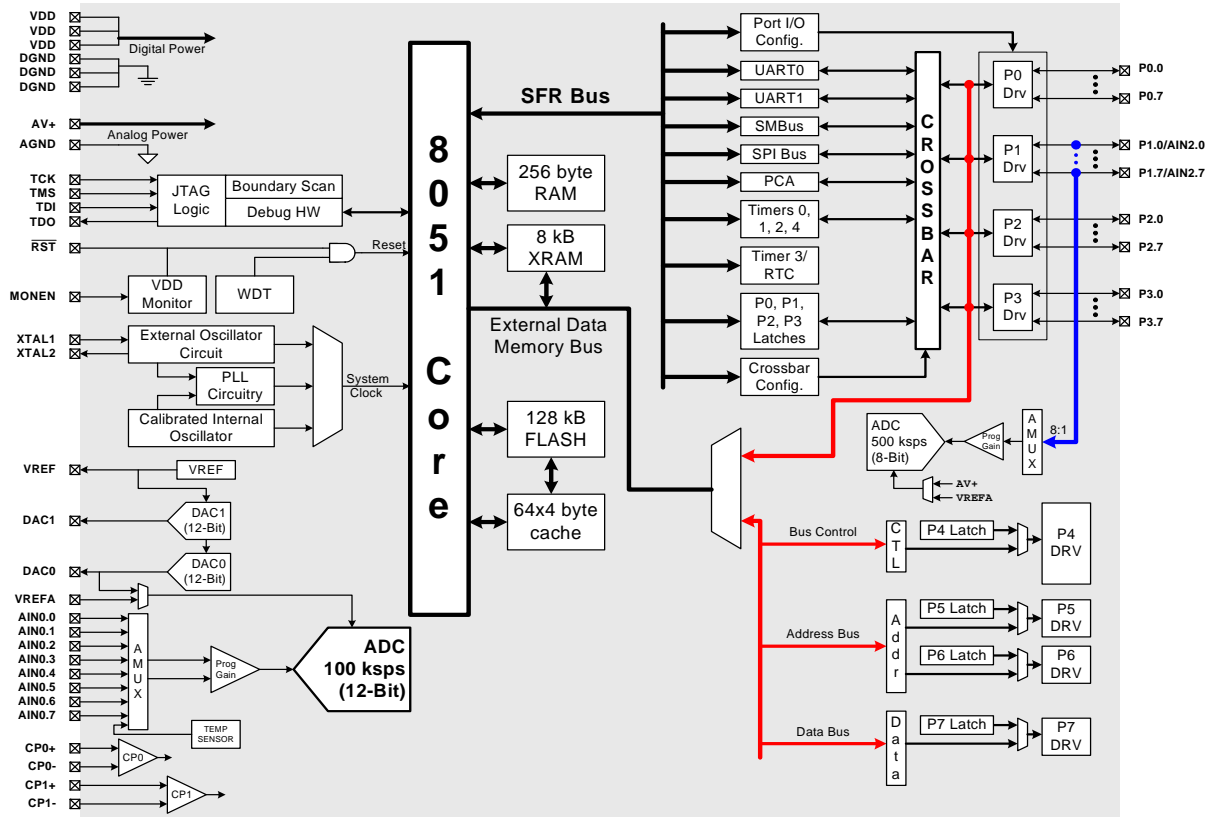 VDD
VDD
VDD
Digital Power
DGND
DGND
DGND
AV+
Analog Power
AGND
TCK
TMS
TDI
TDO
JTAG
Logic
Boundary Scan
Debug HW
RST
Reset
MONEN
VDD
Monitor
WDT
XTAL1
XTAL2
External Oscillator
Circuit
PLL
Circuitry
Calibrated Internal
Oscillator
System
Clock
VREF
VREF
DAC1
DAC1
(12-Bit)
DAC0
DAC0
(12-Bit)
VREFA
AIN0.0
AIN0.1
AIN0.2
AIN0.3
AIN0.4
AIN0.5
AIN0.6
AIN0.7
AMUX
Prog
Gain
ADC
100 ksps
(12-Bit)
TEMP
SENSOR
CP0+
CP0-
CP0
CP1+
CP1-
CP1
8051 Core
SFR Bus
256 byte
RAM
8 kB
XRAM
External Data
Memory Bus
128 kB
FLASH
64x4 byte
cache
Port I/O
Config.
UART0
UART1
SMBus
SPI Bus
PCA
Timers 0,
1, 2, 4
Timer 3/
RTC
P0, P1,
P2, P3
Latches
Crossbar
Config.
CROSSBAR
P0
Drv
P1
Drv
P2
Drv
P3
Drv
P0.0
P0.7
P1.0/AIN2.0
P1.7/AIN2.7
P2.0
P2.7
P3.0
P3.7
ADC
500 ksps
(8-Bit)
Prog
Gain
AMUX
8:1
AV+
VREFA
Bus Control
CTL
P4 Latch
P4
DRV
Address Bus
Addr
P5 Latch
P5
DRV
P6 Latch
P6
DRV
Data Bus
Data
P7 Latch
P7
DRV